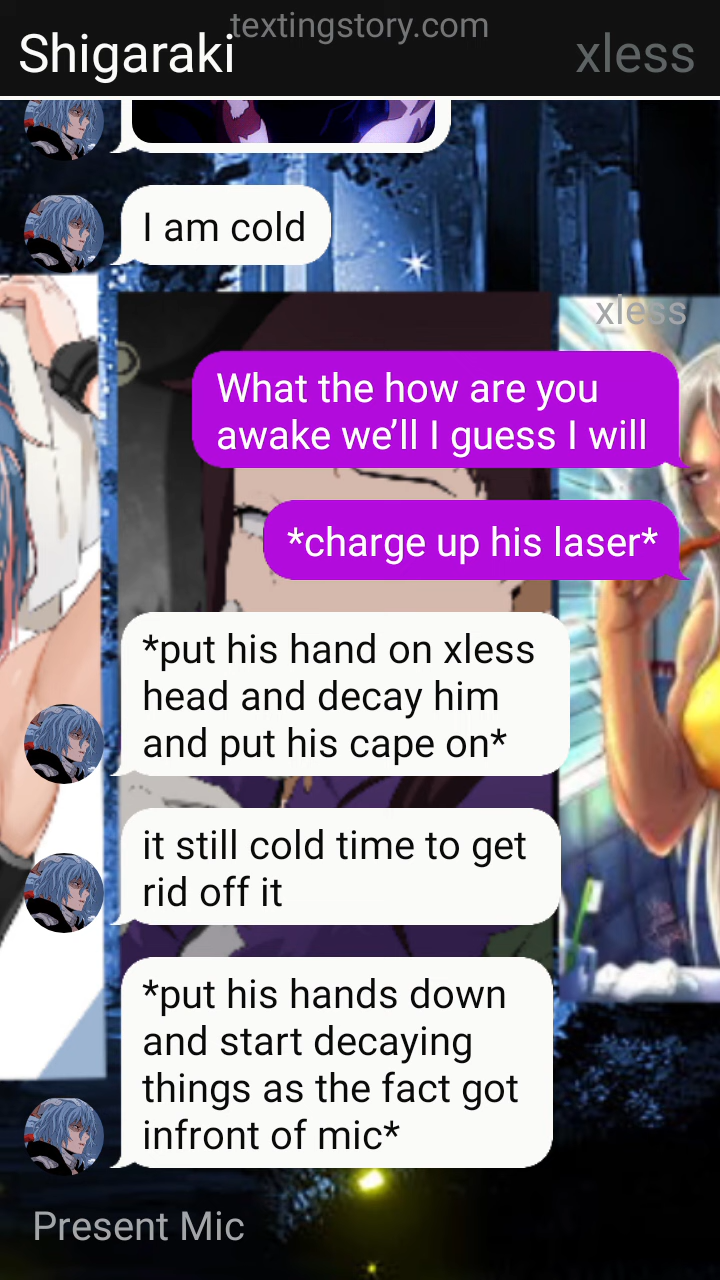 textingstory.com
Shigaraki
xless
I am cold
xless
What the how are you
awake we’ll I guess I will
*charge up his laser*
*put his hand on xless
head and decay him
and put his cape on*
it still cold time to get
rid off it
*put his hands down
and start decaying
things as the fact got
infront of mic*
Present Mic